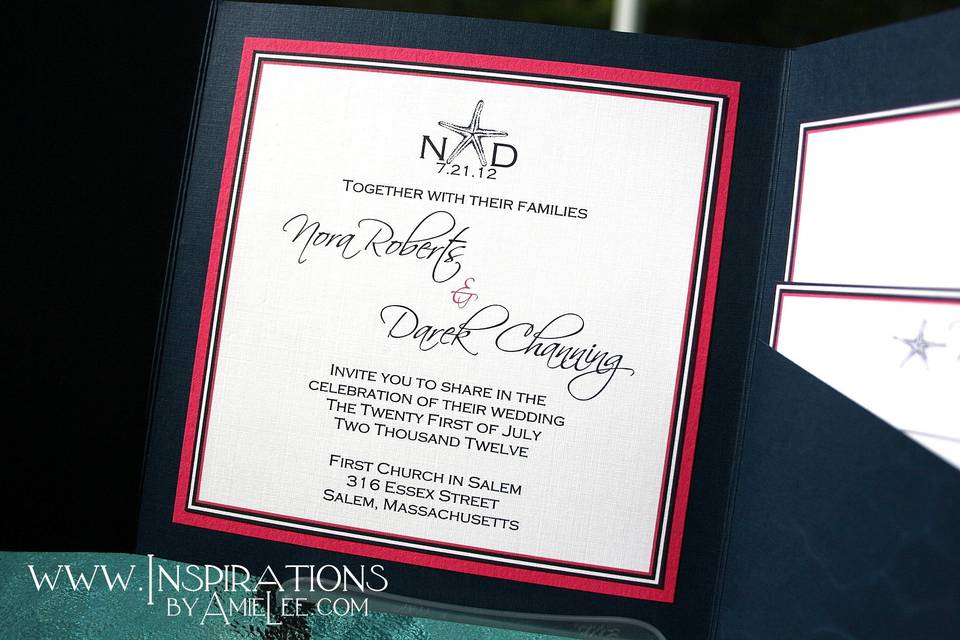 N D
7.21.12
Together with their families
Nora Roberts
&
Darek Channing
Invite you to share in the
celebration of their wedding
The Twenty First of July
Two Thousand Twelve
First Church in Salem
316 Essex Street
Salem, Massachusetts
www.Inspirations
by AmieLee.com